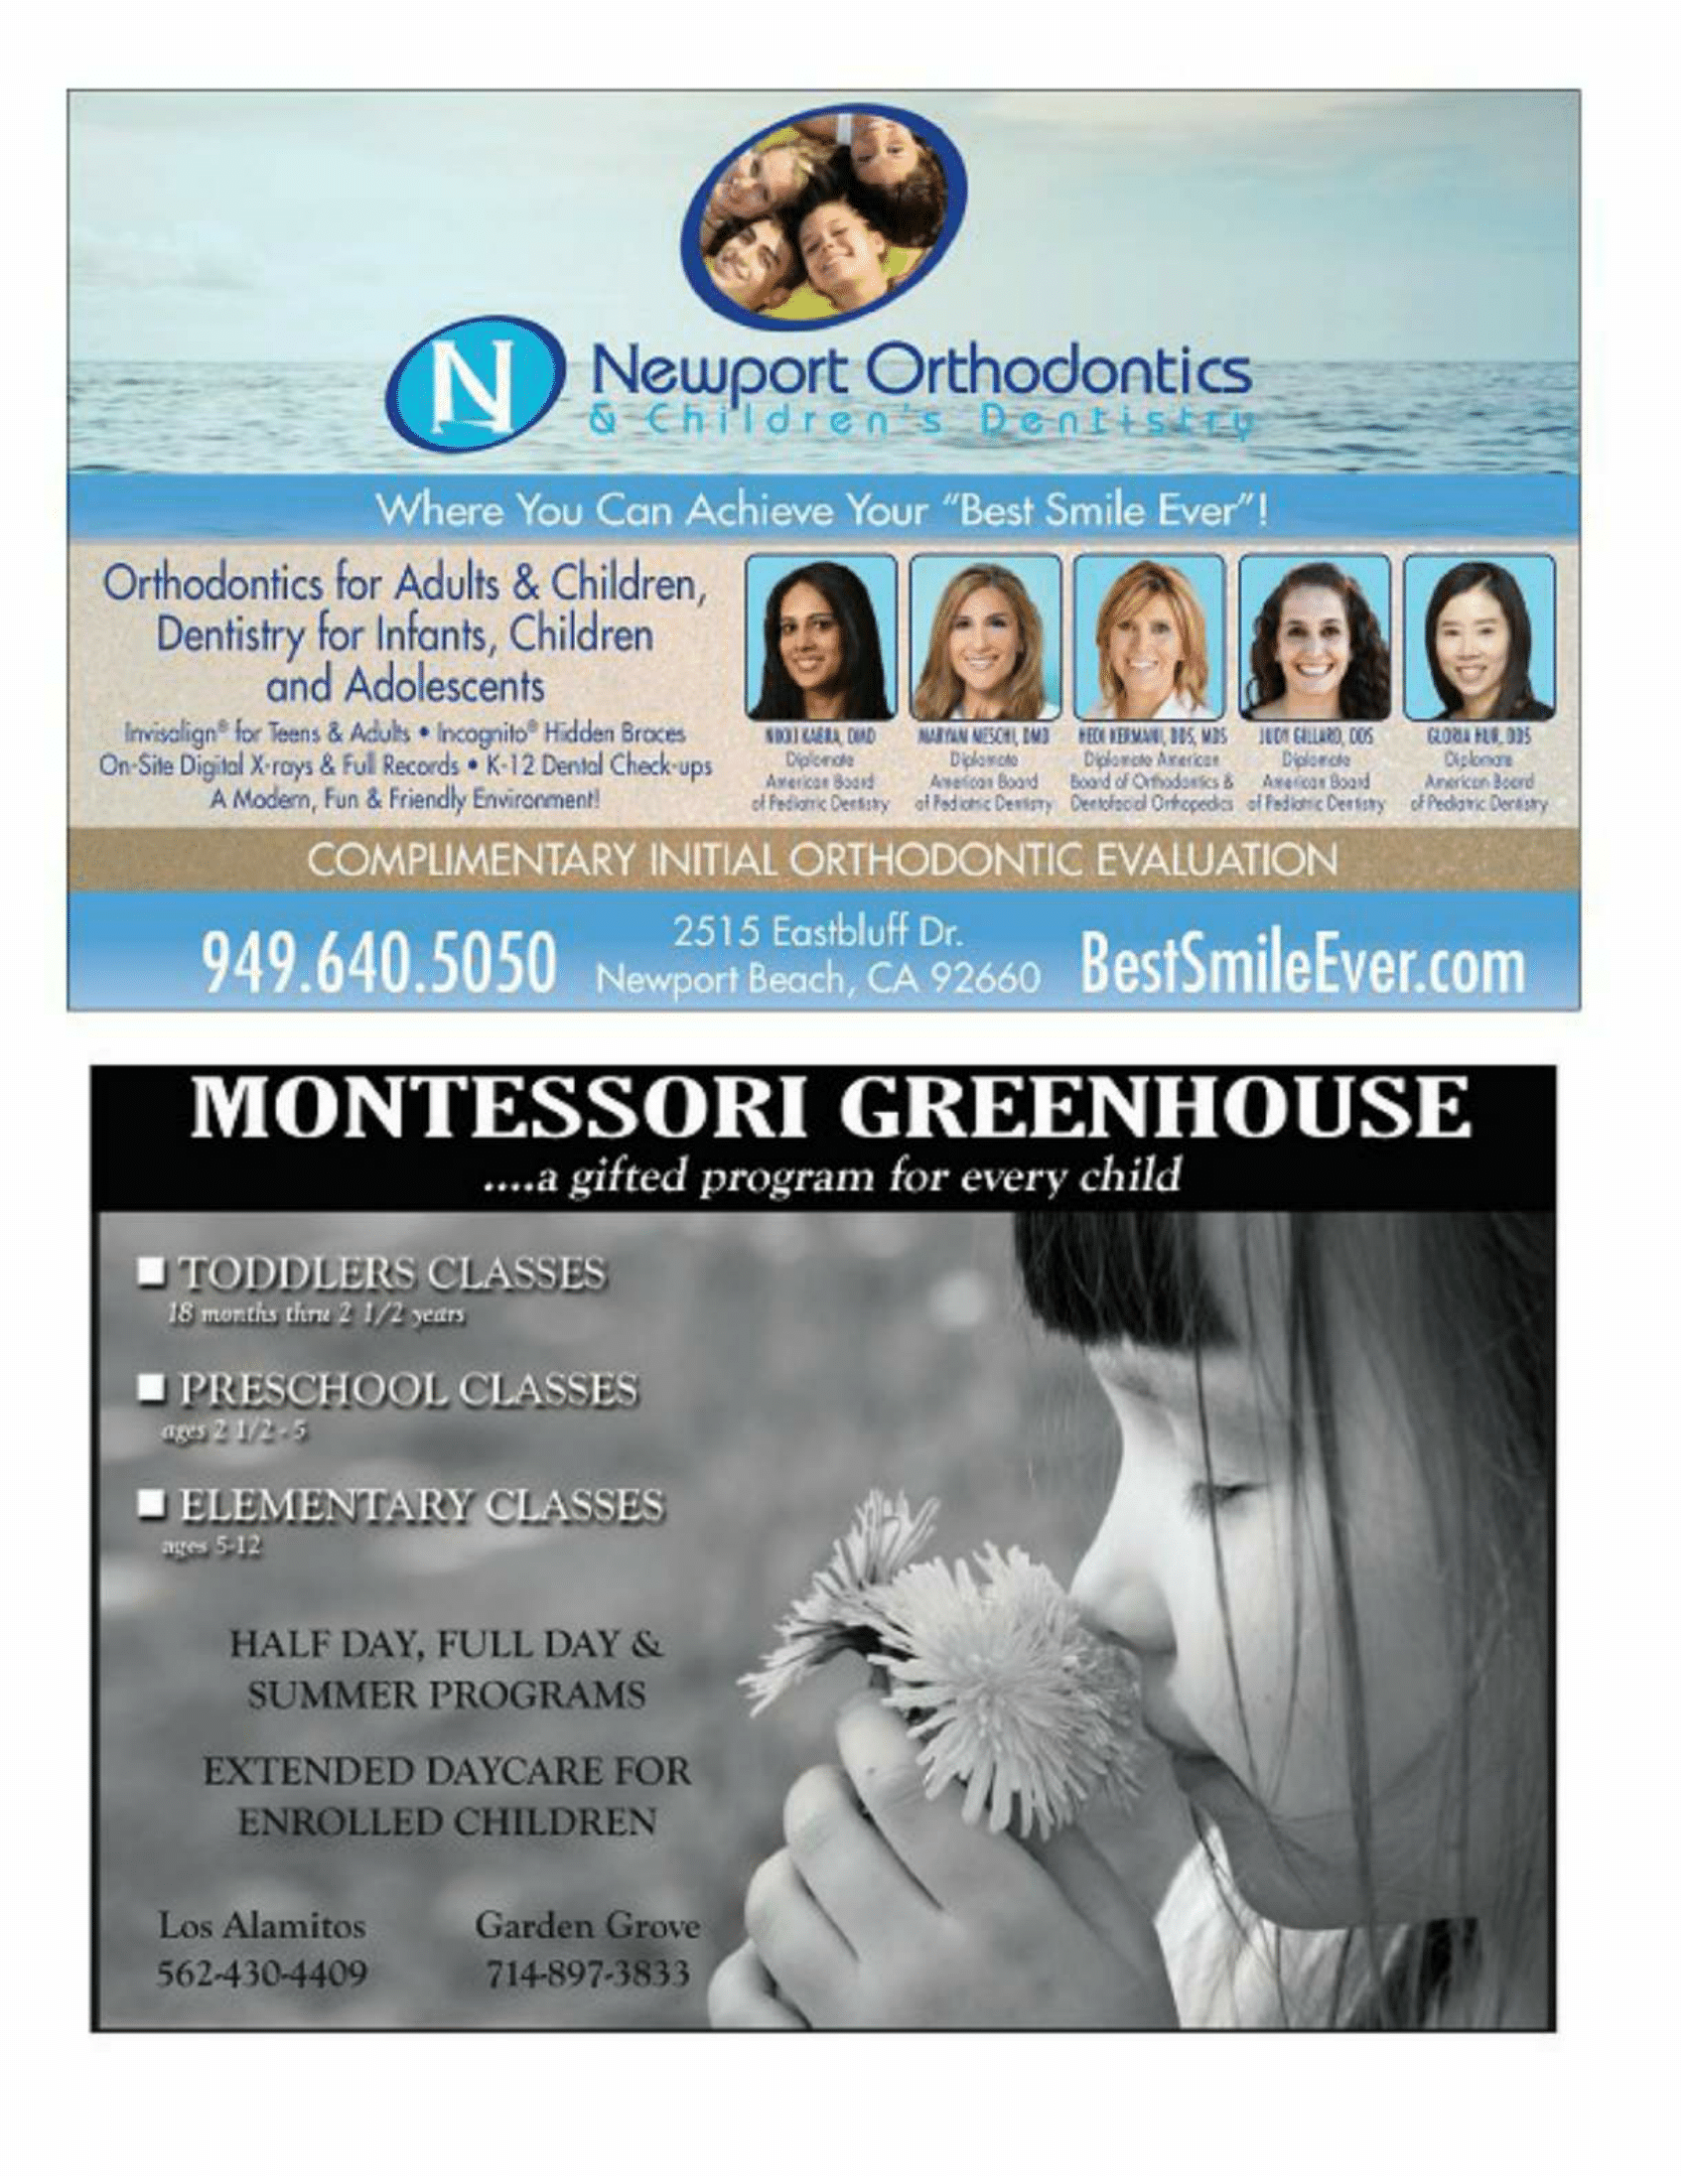 N
Newport Orthodontics
& Children's Dentistry
Where You Can Achieve Your "Best Smile Ever"!
Orthodontics for Adults & Children,
Dentistry for Infants, Children
and Adolescents
Invisalign® for Teens & Adults • Incognito® Hidden Braces
On-Site Digital X-rays & Full Records • K-12 Dental Check-ups
A Modern, Fun & Friendly Environment!
NIKKI KABRA, DMD
Diplomate
American Board
of Pediatric Dentistry
MARYAM MESCHI, DMD
Diplomate
American Board
of Pediatric Dentistry
HEDI KERMANI, DDS, MDS
Diplomate American
Board of Orthodontics &
Dentofacial Orthopedics
JUDY GILLARD, DDS
Diplomate
American Board
of Pediatric Dentistry
GLORIA HUR, DDS
Diplomate
American Board
of Pediatric Dentistry
COMPLIMENTARY INITIAL ORTHODONTIC EVALUATION
949.640.5050
2515 Eastbluff Dr.
Newport Beach, CA 92660
BestSmileEver.com
MONTESSORI GREENHOUSE
....a gifted program for every child
TODDLERS CLASSES
18 months thru 2 1/2 years
PRESCHOOL CLASSES
ages 2 1/2 - 5
ELEMENTARY CLASSES
ages 5-12
HALF DAY, FULL DAY &
SUMMER PROGRAMS
EXTENDED DAYCARE FOR
ENROLLED CHILDREN
Los Alamitos
562-430-4409
Garden Grove
714-897-3833